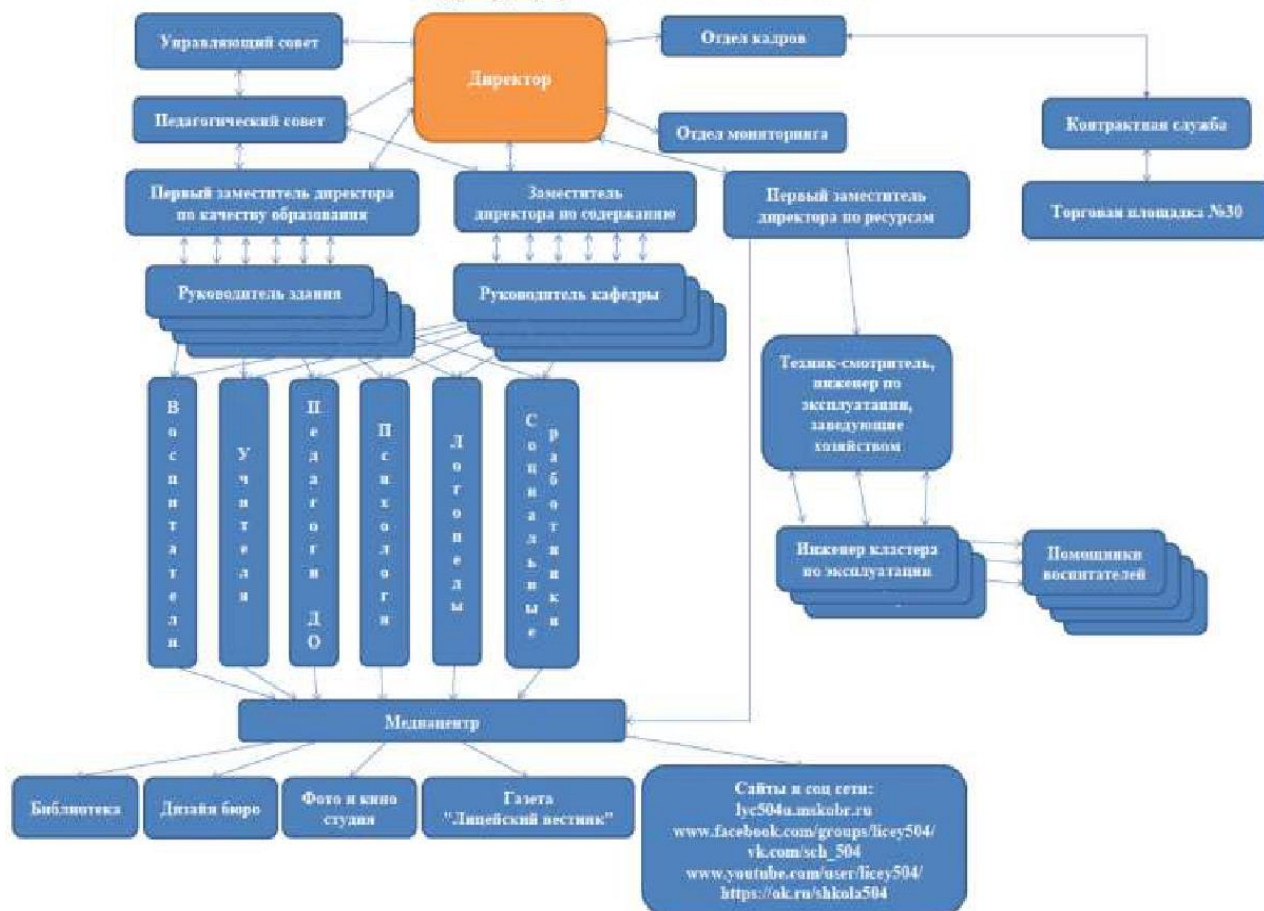 Управляющий совет
Директор
Отдел кадров
Педагогический совет
Отдел мониторинга
Контрактная служба
Первый заместитель директора
по качеству образования
Заместитель
директора по содержанию
Первый заместитель
директора по ресурсам
Торговая площадка №30
Руководитель здания
Руководитель кафедры
Техник-смотритель,
инженер по
эксплуатации,
заведующие
хозяйством
Воспитатели
Учителя
Педагоги ДО
Психологи
Логопеды
Социальные
работники
Инженер кластера
по эксплуатации
Помощники
воспитателей
Медиацентр
Библиотека
Дизайн бюро
Фото и кино
студия
Газета
"Лицейский вестник"
Сайты и соц сети:
lyc504u.mskobr.ru
www.facebook.com/groups/licey504/
vk.com/sch_504
www.youtube.com/user/licey504/
https://ok.ru/shkola504